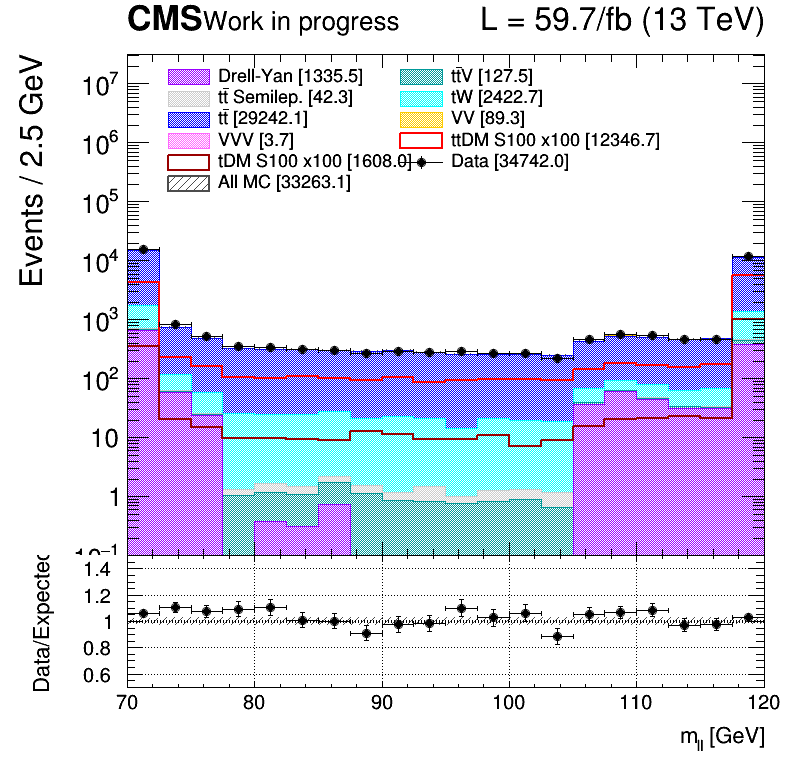 CMS Work in progress L = 59.7/fb (13 TeV)
Events / 2.5 GeV
10⁷
10⁶
10⁵
10⁴
10³
10²
10
1
10⁻¹
Drell-Yan [1335.5] tt̄V [127.5]
tt̄ Semilep. [42.3] tW [2422.7]
tt̄ [29242.1] VV [89.3]
VVV [3.7] ttDM S100 x100 [12346.7]
tDM S100 x100 [1608.0] Data [34742.0]
All MC [33263.1]
Data/Expected
1.4
1.2
1
0.8
0.6
70 80 90 100 110 120
m_ll [GeV]